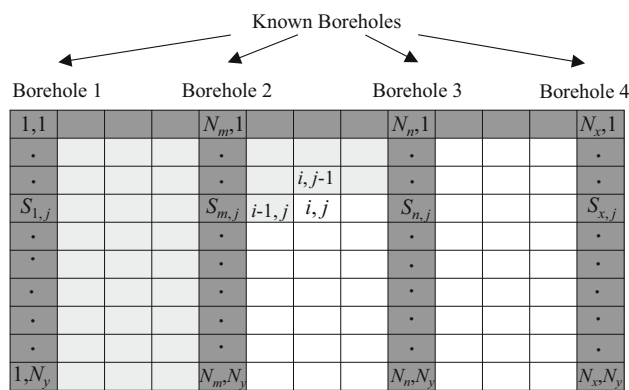 Known Boreholes
Borehole 1 Borehole 2 Borehole 3 Borehole 4
1,1 N_m,1 N_n,1 N_x,1
. . . .
. . i,j-1 . .
S_1,j S_m,j i-1,j i,j S_n,j S_x,j
. . . .
. . . .
. . . .
. . . .
. . . .
1,N_y N_m,N_y N_n,N_y N_x,N_y